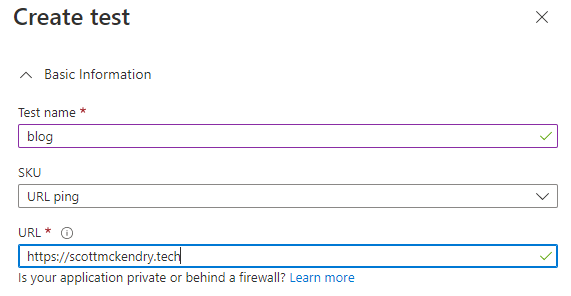 Create test
Basic Information
Test name *
blog
SKU
URL ping
URL *
https://scottmckendry.tech
Is your application private or behind a firewall? Learn more